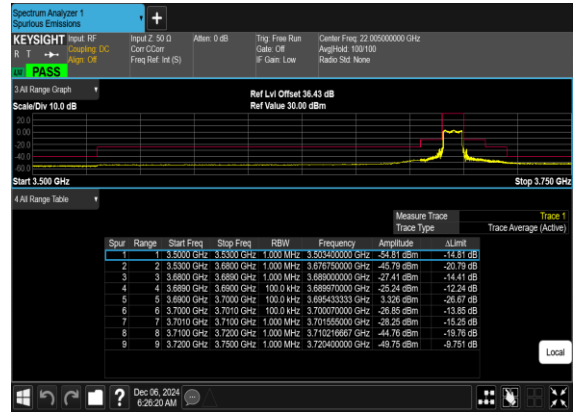 Spectrum Analyzer 1
Spurious Emissions
+
KEYSIGHT Input: RF Input Z: 50 Ω Atten: 0 dB Trig: Free Run Center Freq: 22.005000000 GHz
R T Coupling: DC Corr CCorr Gate: Off Avg|Hold: 100/100
Align: Off Freq Ref: Int (S) IF Gain: Low Radio Std: None
LXI PASS
3 All Range Graph Ref Lvl Offset 36.43 dB
Scale/Div 10.0 dB Ref Value 30.00 dBm
20.0
0.00
-20.0
-40.0
-60.0
Start 3.500 GHz Stop 3.750 GHz
4 All Range Table
Measure Trace Trace 1
Trace Type Trace Average (Active)
Spur Range Start Freq Stop Freq RBW Frequency Amplitude ΔLimit
1 1 3.5000 GHz 3.5300 GHz 1.000 MHz 3.503400000 GHz -54.81 dBm -14.81 dB
2 2 3.5300 GHz 3.6800 GHz 1.000 MHz 3.676750000 GHz -45.79 dBm -20.79 dB
3 3 3.6800 GHz 3.6890 GHz 1.000 MHz 3.689000000 GHz -27.41 dBm -14.41 dB
4 4 3.6890 GHz 3.6900 GHz 100.0 kHz 3.689970000 GHz -25.24 dBm -12.24 dB
5 5 3.6900 GHz 3.7000 GHz 100.0 kHz 3.695433333 GHz 3.326 dBm -26.67 dB
6 6 3.7000 GHz 3.7010 GHz 100.0 kHz 3.700070000 GHz -26.85 dBm -13.85 dB
7 7 3.7010 GHz 3.7100 GHz 1.000 MHz 3.701555000 GHz -28.25 dBm -15.25 dB
8 8 3.7100 GHz 3.7200 GHz 1.000 MHz 3.710216667 GHz -44.76 dBm -19.76 dB
9 9 3.7200 GHz 3.7500 GHz 1.000 MHz 3.720400000 GHz -49.75 dBm -9.751 dB
Local
? Dec 06, 2024
6:26:20 AM